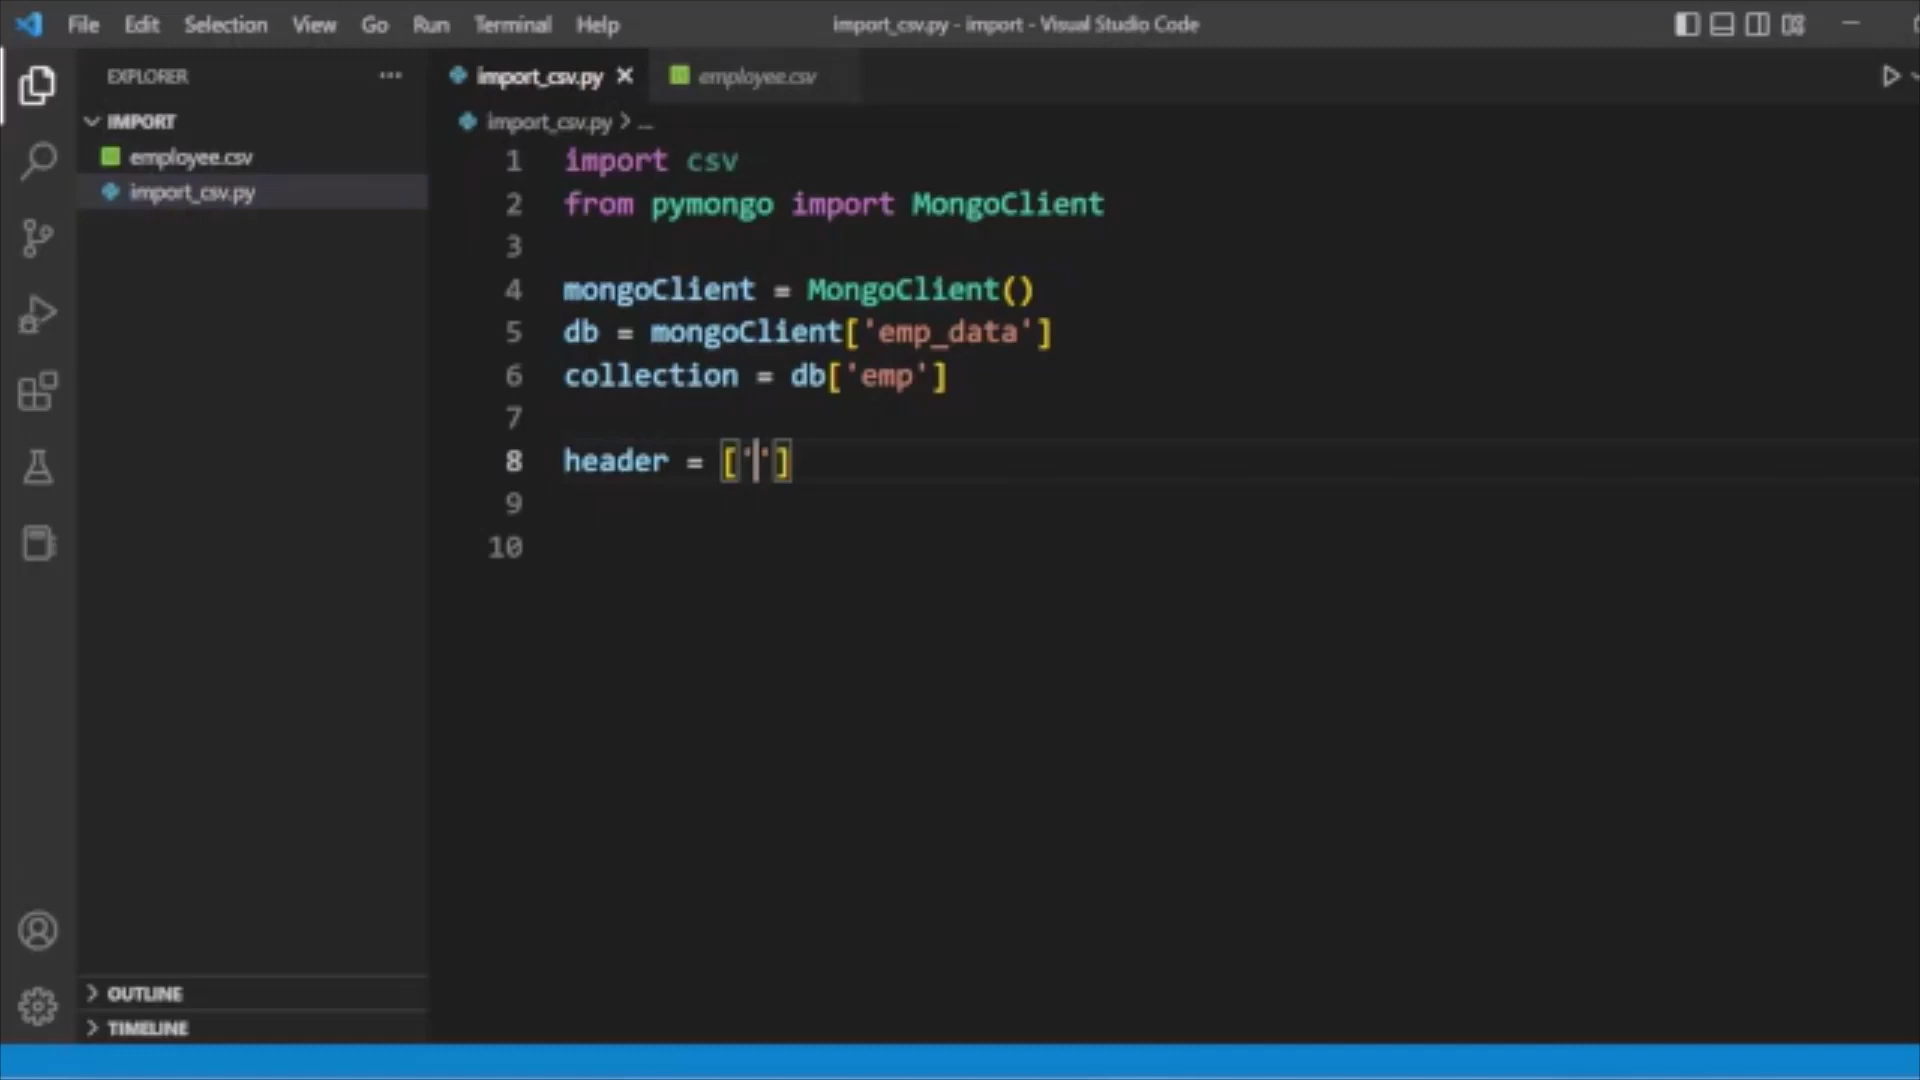 File Edit Selection View Go Run Terminal Help import_csv.py - import - Visual Studio Code
EXPLORER ... import_csv.py employee.csv
IMPORT
employee.csv
import_csv.py
import_csv.py > ...
1 import csv
2 from pymongo import MongoClient
3
4 mongoClient = MongoClient()
5 db = mongoClient['emp_data']
6 collection = db['emp']
7
8 header = ['']
9
10
OUTLINE
TIMELINE